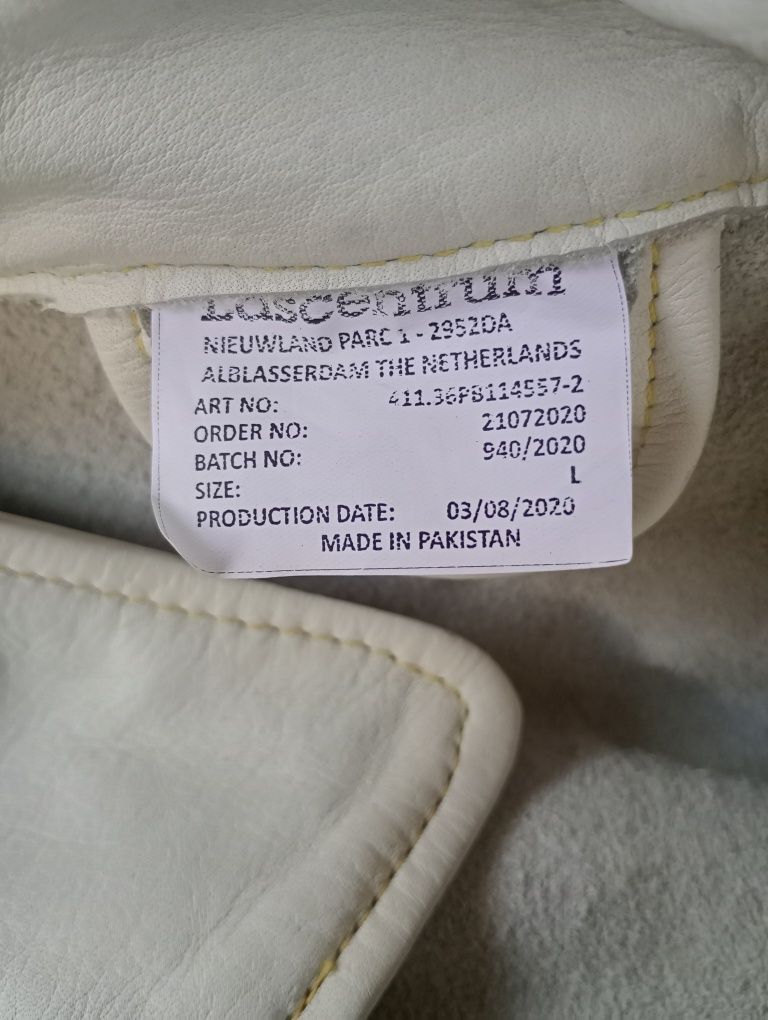 Lascentrum
NIEUWLAND PARC 1 - 2952DA
ALBLASSERDAM THE NETHERLANDS
ART NO: 411.36PB114557-2
ORDER NO: 21072020
BATCH NO: 940/2020
SIZE: L
PRODUCTION DATE: 03/08/2020
MADE IN PAKISTAN